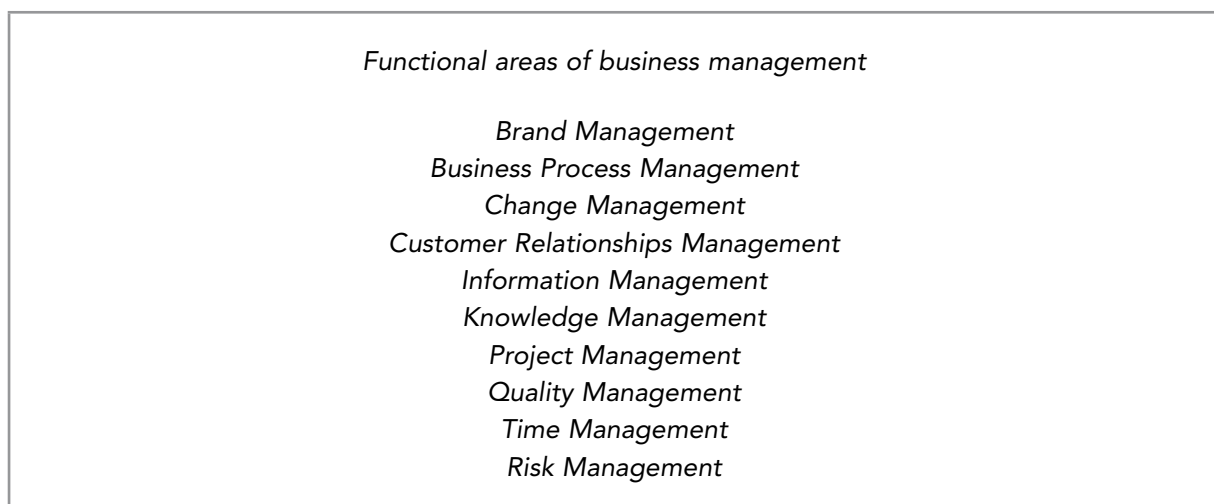 Functional areas of business management
Brand Management
Business Process Management
Change Management
Customer Relationships Management
Information Management
Knowledge Management
Project Management
Quality Management
Time Management
Risk Management